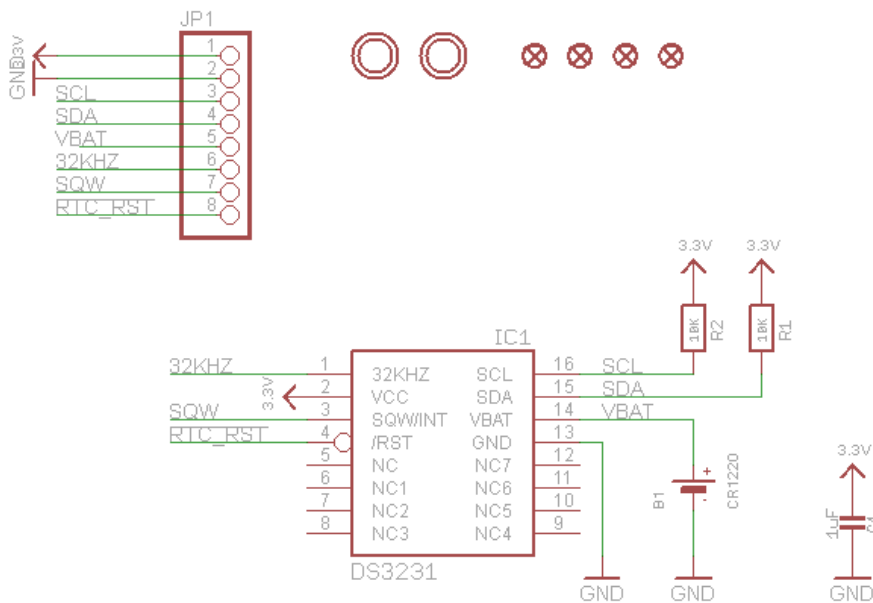 JP1
3.3V 1
GND 2
SCL 3
SDA 4
VBAT 5
32KHZ 6
SQW 7
RTC_RST 8
3.3V 3.3V
10K R2 10K R1
IC1
32KHZ 1 32KHZ SCL 16 SCL
3.3V 2 VCC SDA 15 SDA
SQW 3 SQW/INT VBAT 14 VBAT
RTC_RST 4 /RST GND 13
5 NC NC7 12
6 NC1 NC6 11
7 NC2 NC5 10
8 NC3 NC4 9
DS3231
B1 + - CR1220
3.3V
1uF
GND GND GND